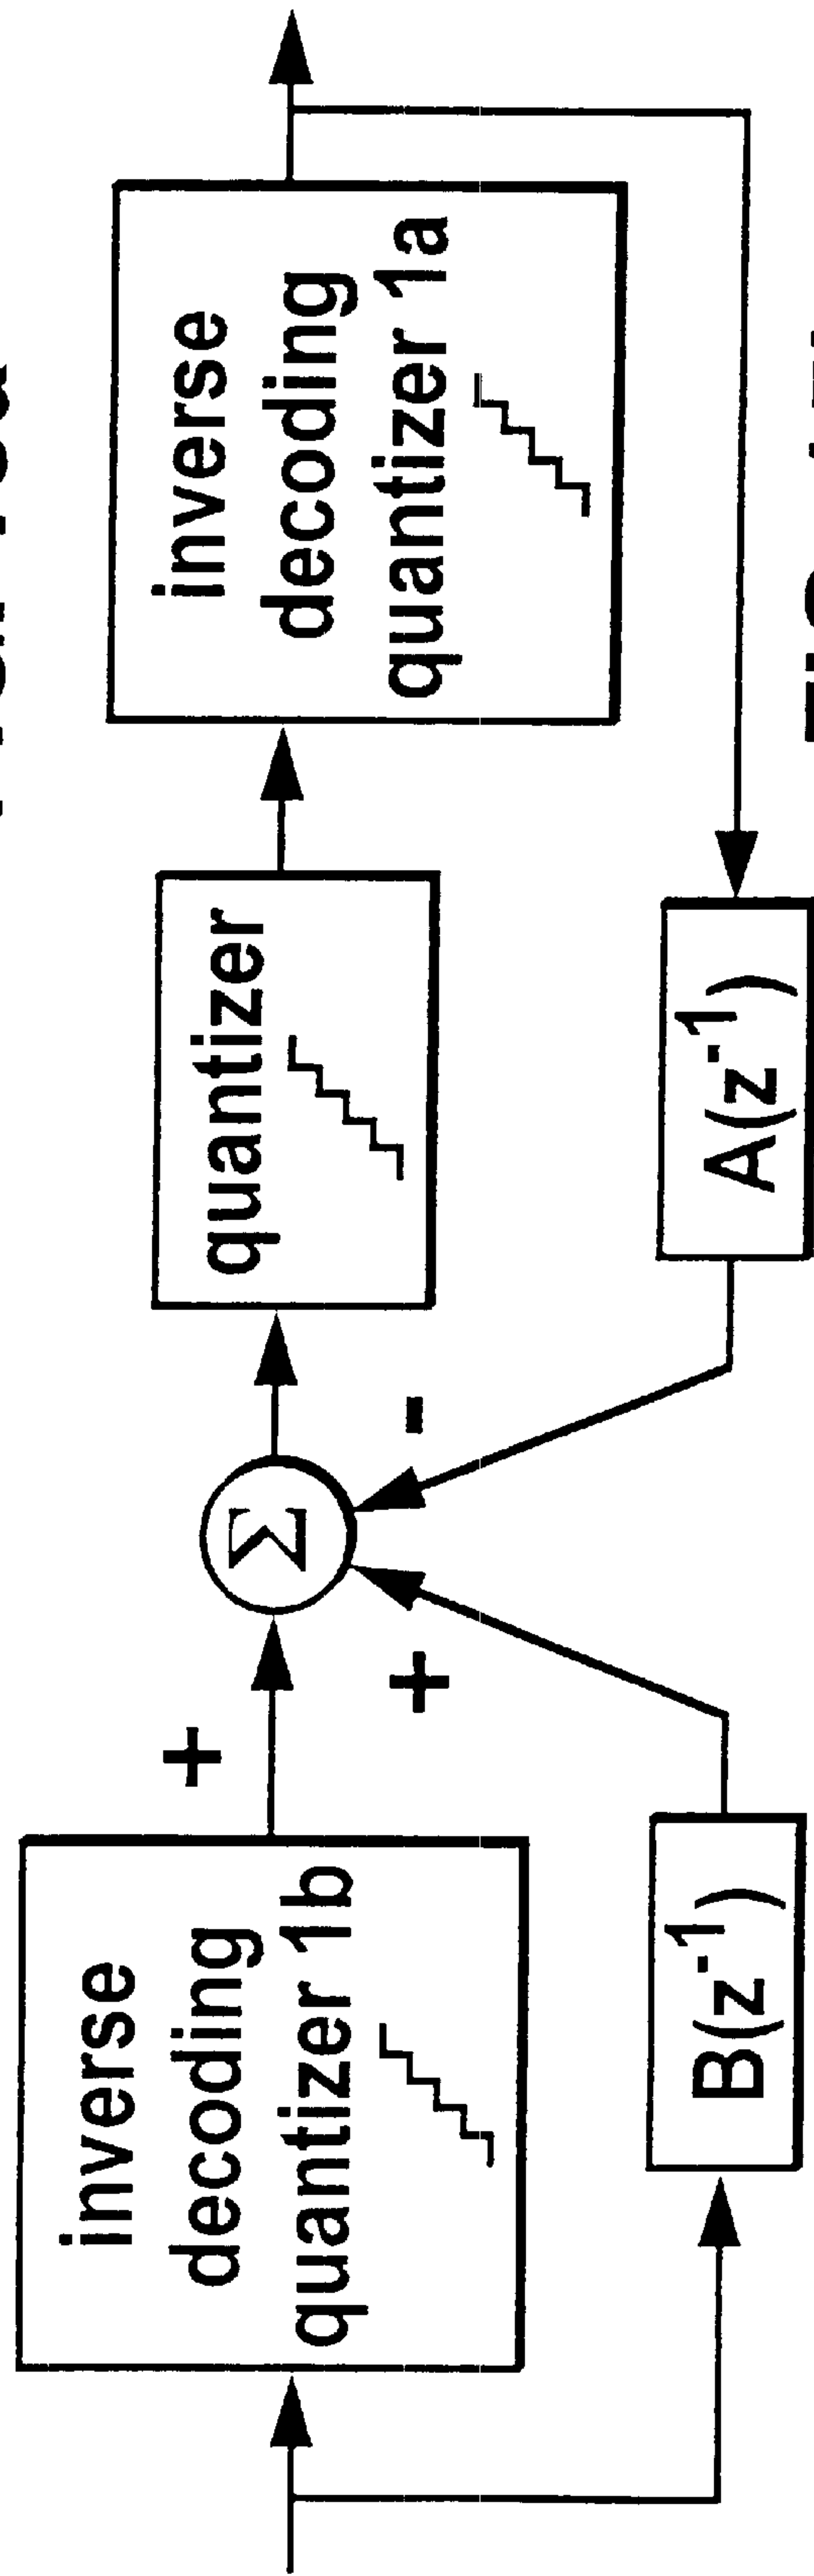 inverse
decoding
quantizer 1b
+
Σ
+
-
quantizer
inverse
decoding
quantizer 1a
B(z⁻¹)
A(z⁻¹)